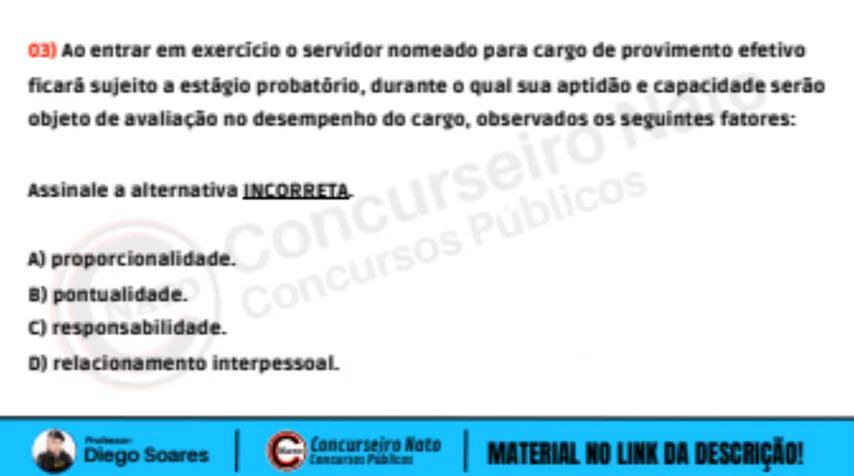 03) Ao entrar em exercício o servidor nomeado para cargo de provimento efetivo
ficará sujeito a estágio probatório, durante o qual sua aptidão e capacidade serão
objeto de avaliação no desempenho do cargo, observados os seguintes fatores:
Assinale a alternativa INCORRETA.
A) proporcionalidade.
B) pontualidade.
C) responsabilidade.
D) relacionamento interpessoal.
Concurseiro Nato
Concursos Públicos
NATO
Professor:
Diego Soares
Concurseiro Nato
Concursos Públicos
MATERIAL NO LINK DA DESCRIÇÃO!